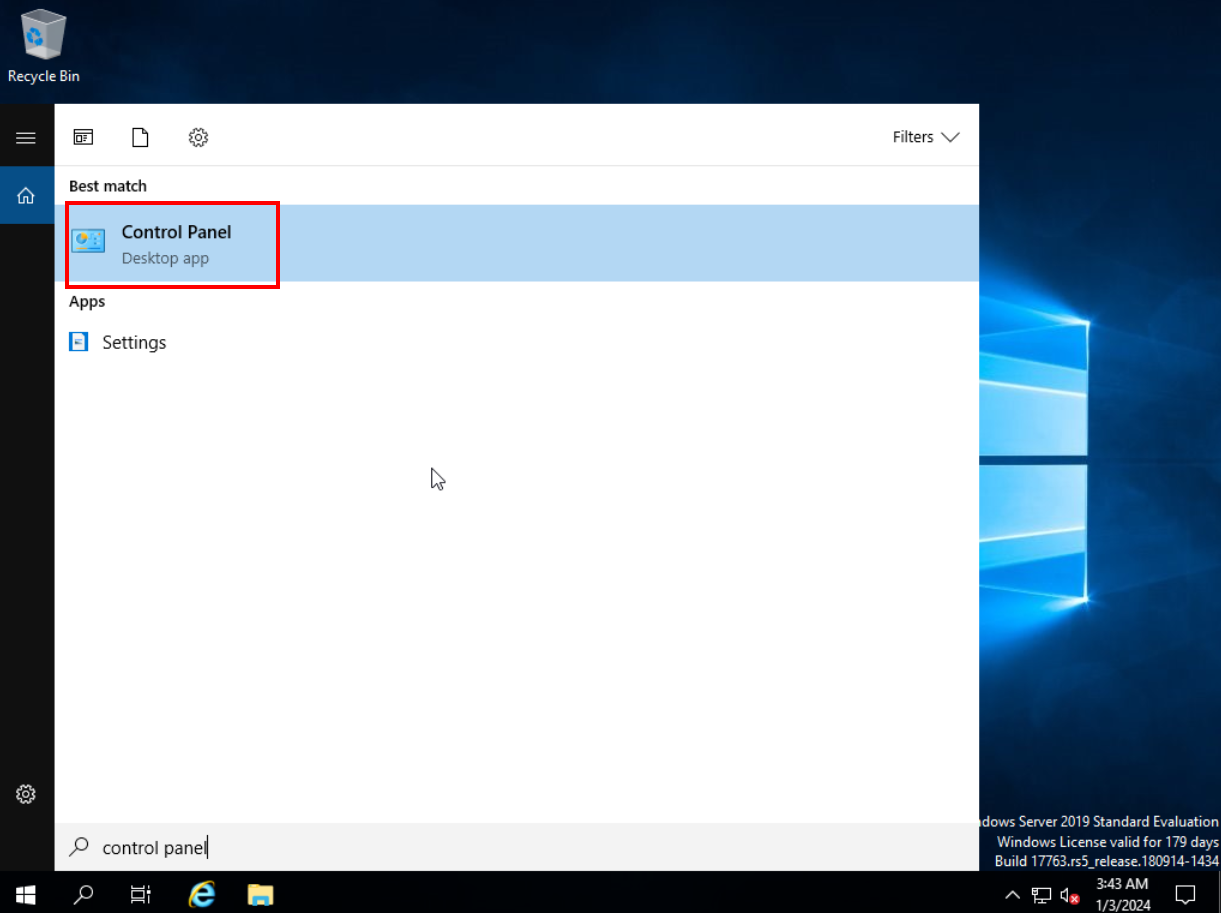 Recycle Bin
Filters
Best match
Control Panel
Desktop app
Apps
Settings
dows Server 2019 Standard Evaluation
Windows License valid for 179 days
Build 17763.rs5_release.180914-1434
control panel
3:43 AM
1/3/2024